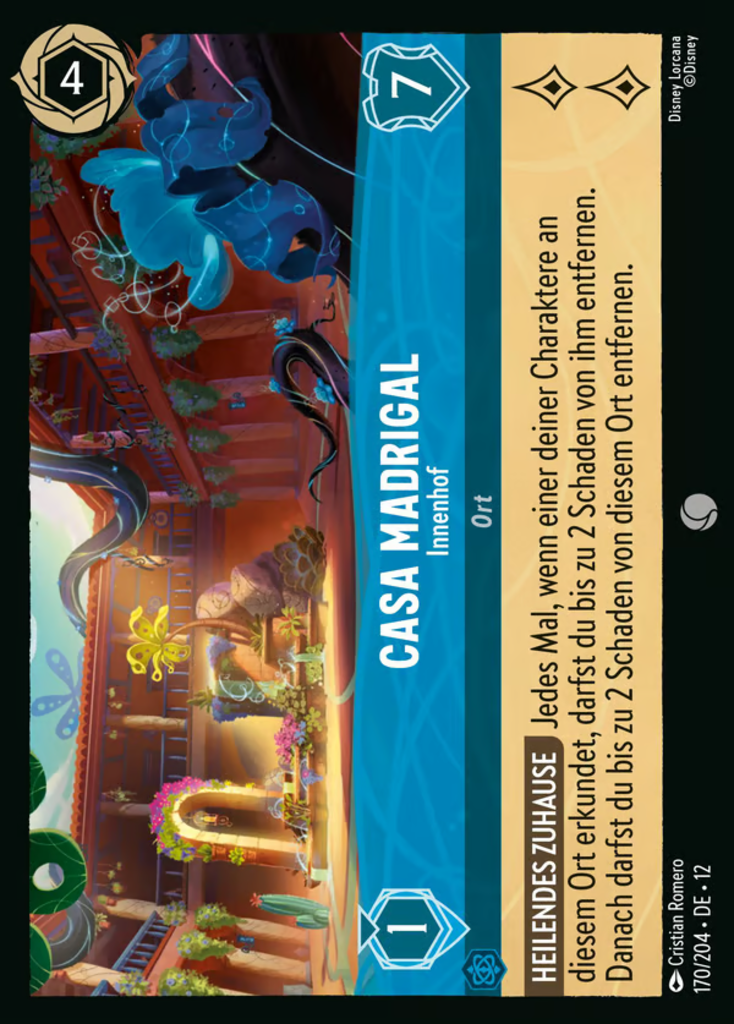 4
7
CASA MADRIGAL
Innenhof
1
Ort
HEILENDES ZUHAUSE Jedes Mal, wenn einer deiner Charaktere an
diesem Ort erkundet, darfst du bis zu 2 Schaden von ihm entfernen.
Danach darfst du bis zu 2 Schaden von diesem Ort entfernen.
Cristian Romero
170/204 • DE • 12
Disney Lorcana
©Disney